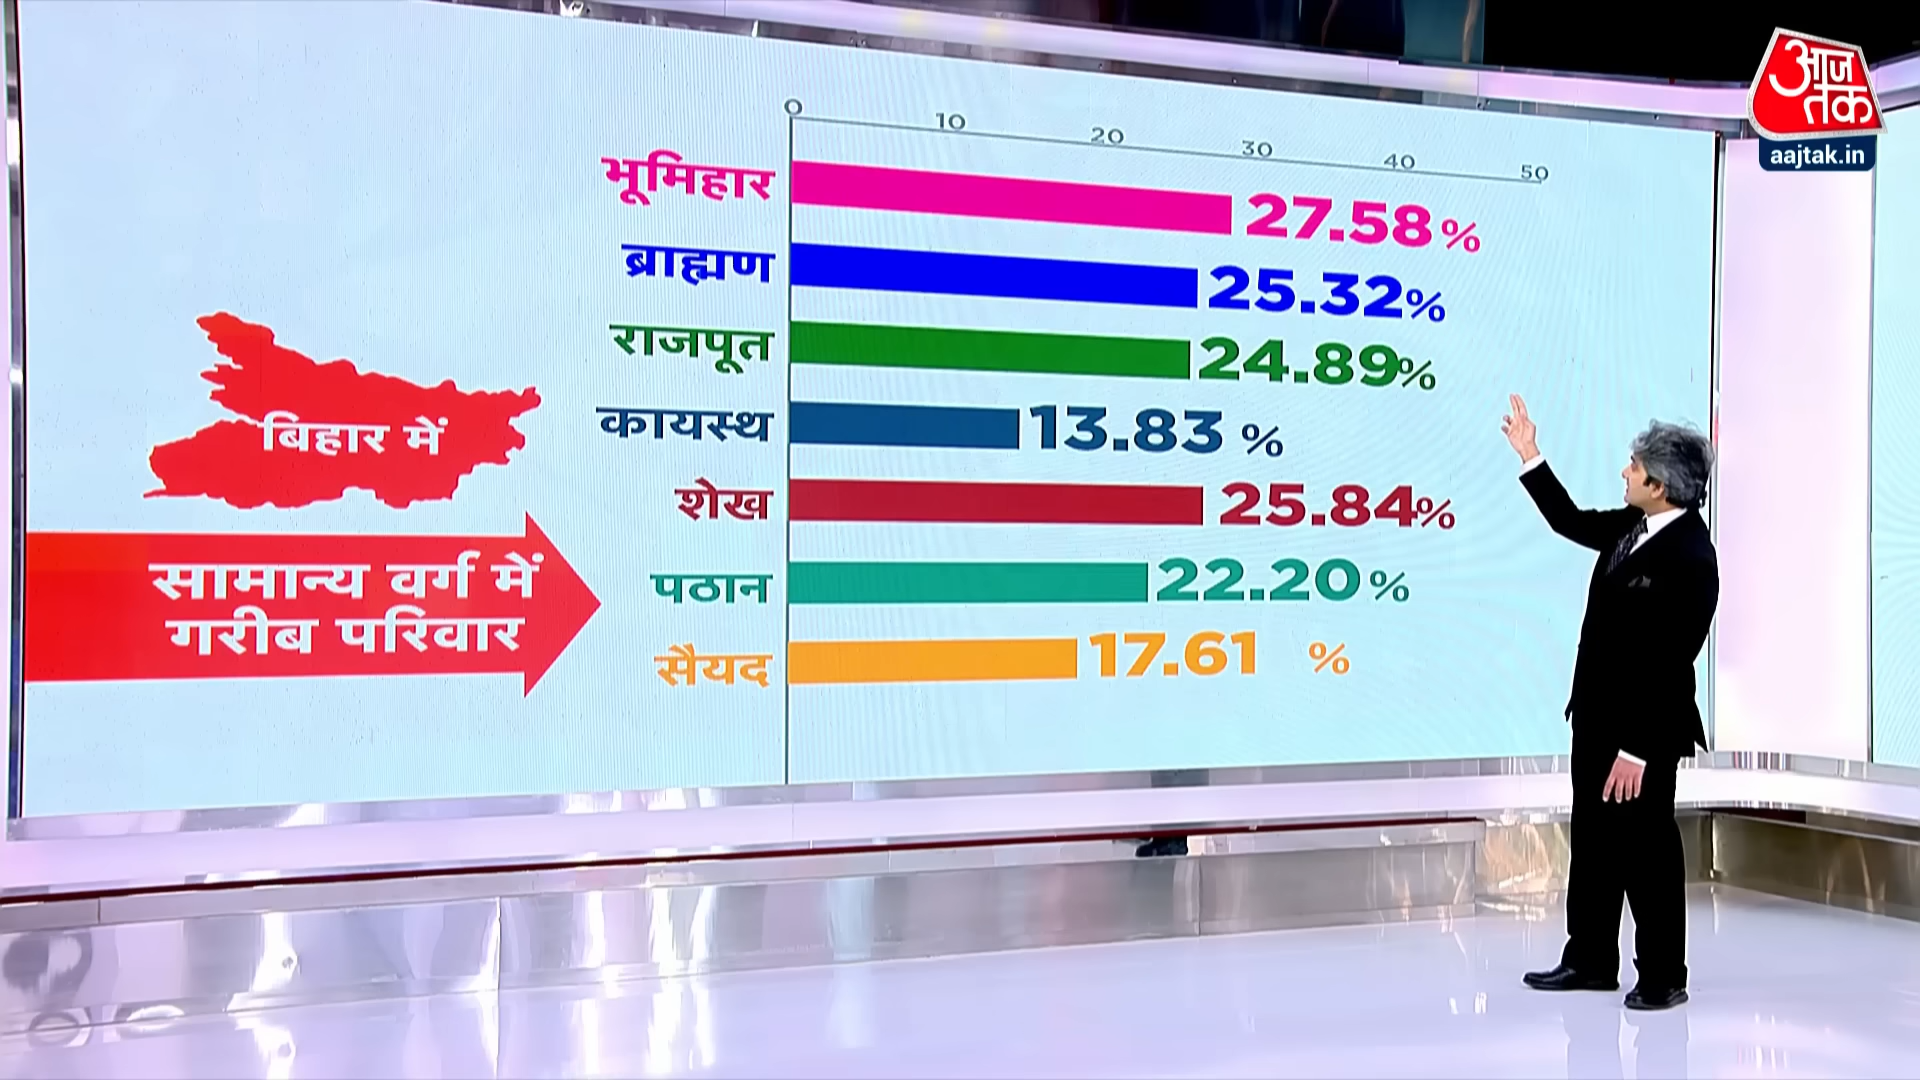 आज तक
aajtak.in
0 10 20 30 40 50
भूमिहार 27.58%
ब्राह्मण 25.32%
राजपूत 24.89%
कायस्थ 13.83 %
शेख 25.84%
पठान 22.20%
सैयद 17.61 %
बिहार में
सामान्य वर्ग में
गरीब परिवार